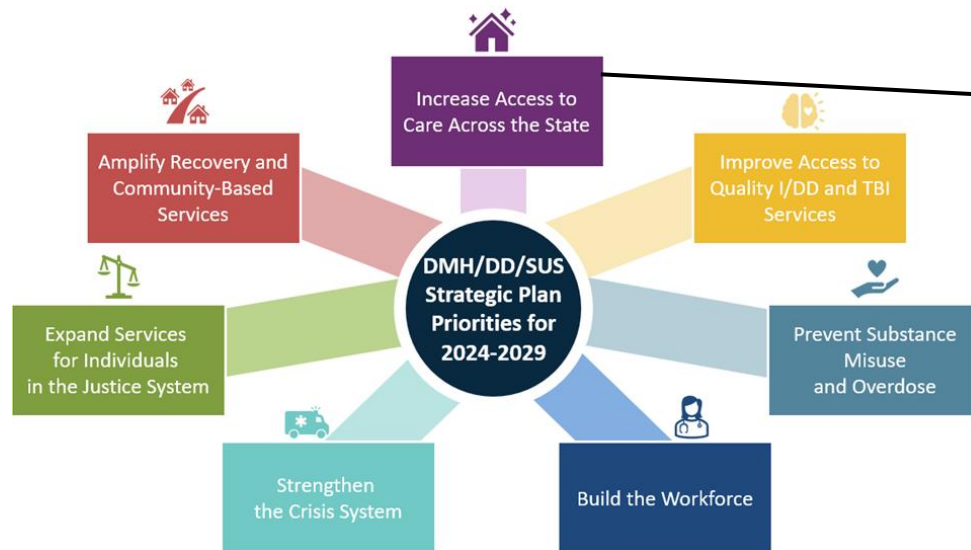 Increase Access to
Care Across the State
Amplify Recovery and
Community-Based
Services
Improve Access to
Quality I/DD and TBI
Services
DMH/DD/SUS
Strategic Plan
Priorities for
2024-2029
Expand Services
for Individuals
in the Justice System
Prevent Substance
Misuse
and Overdose
Strengthen
the Crisis System
Build the Workforce